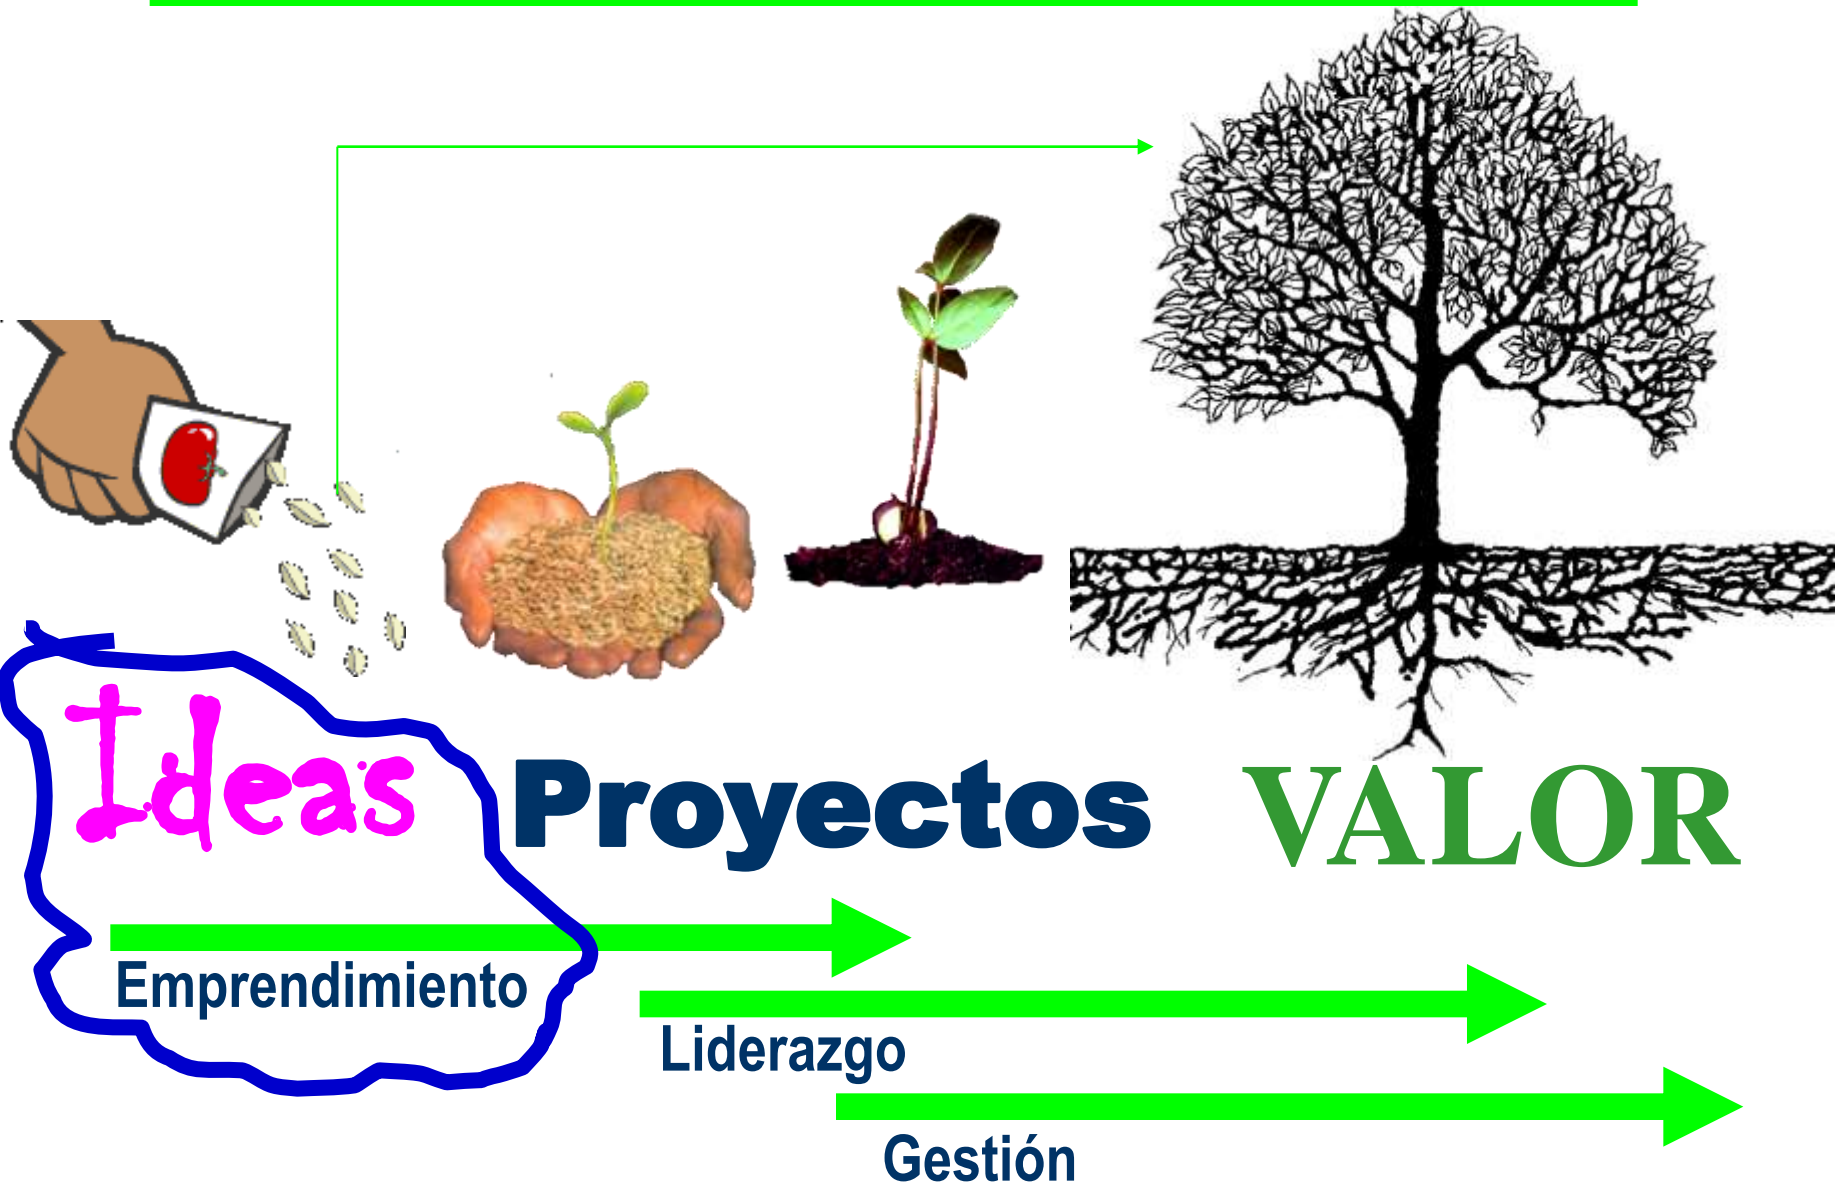 Ideas
Proyectos
VALOR
Emprendimiento
Liderazgo
Gestión